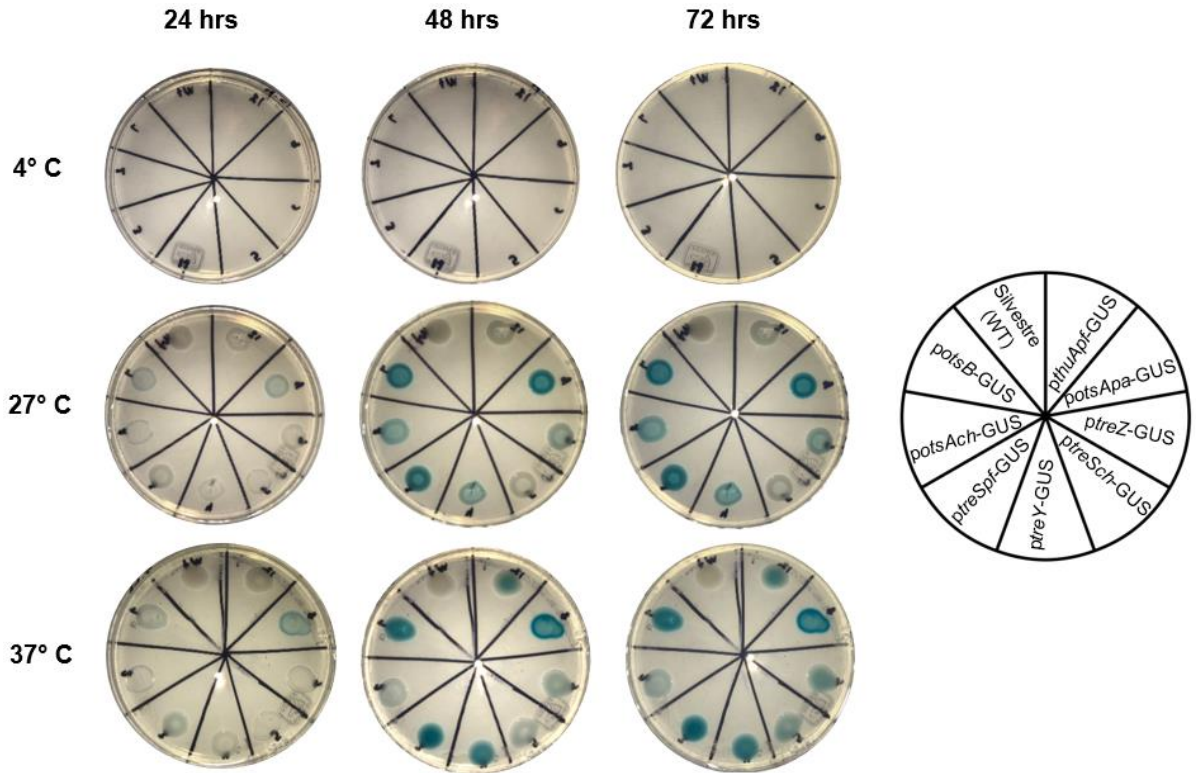 24 hrs
48 hrs
72 hrs
4° C
27° C
37° C
Silvestre
(WT)
pthuApf-GUS
potsB-GUS
potsApa-GUS
potsAch-GUS
ptreZ-GUS
ptreSpf-GUS
ptreSch-GUS
ptreY-GUS